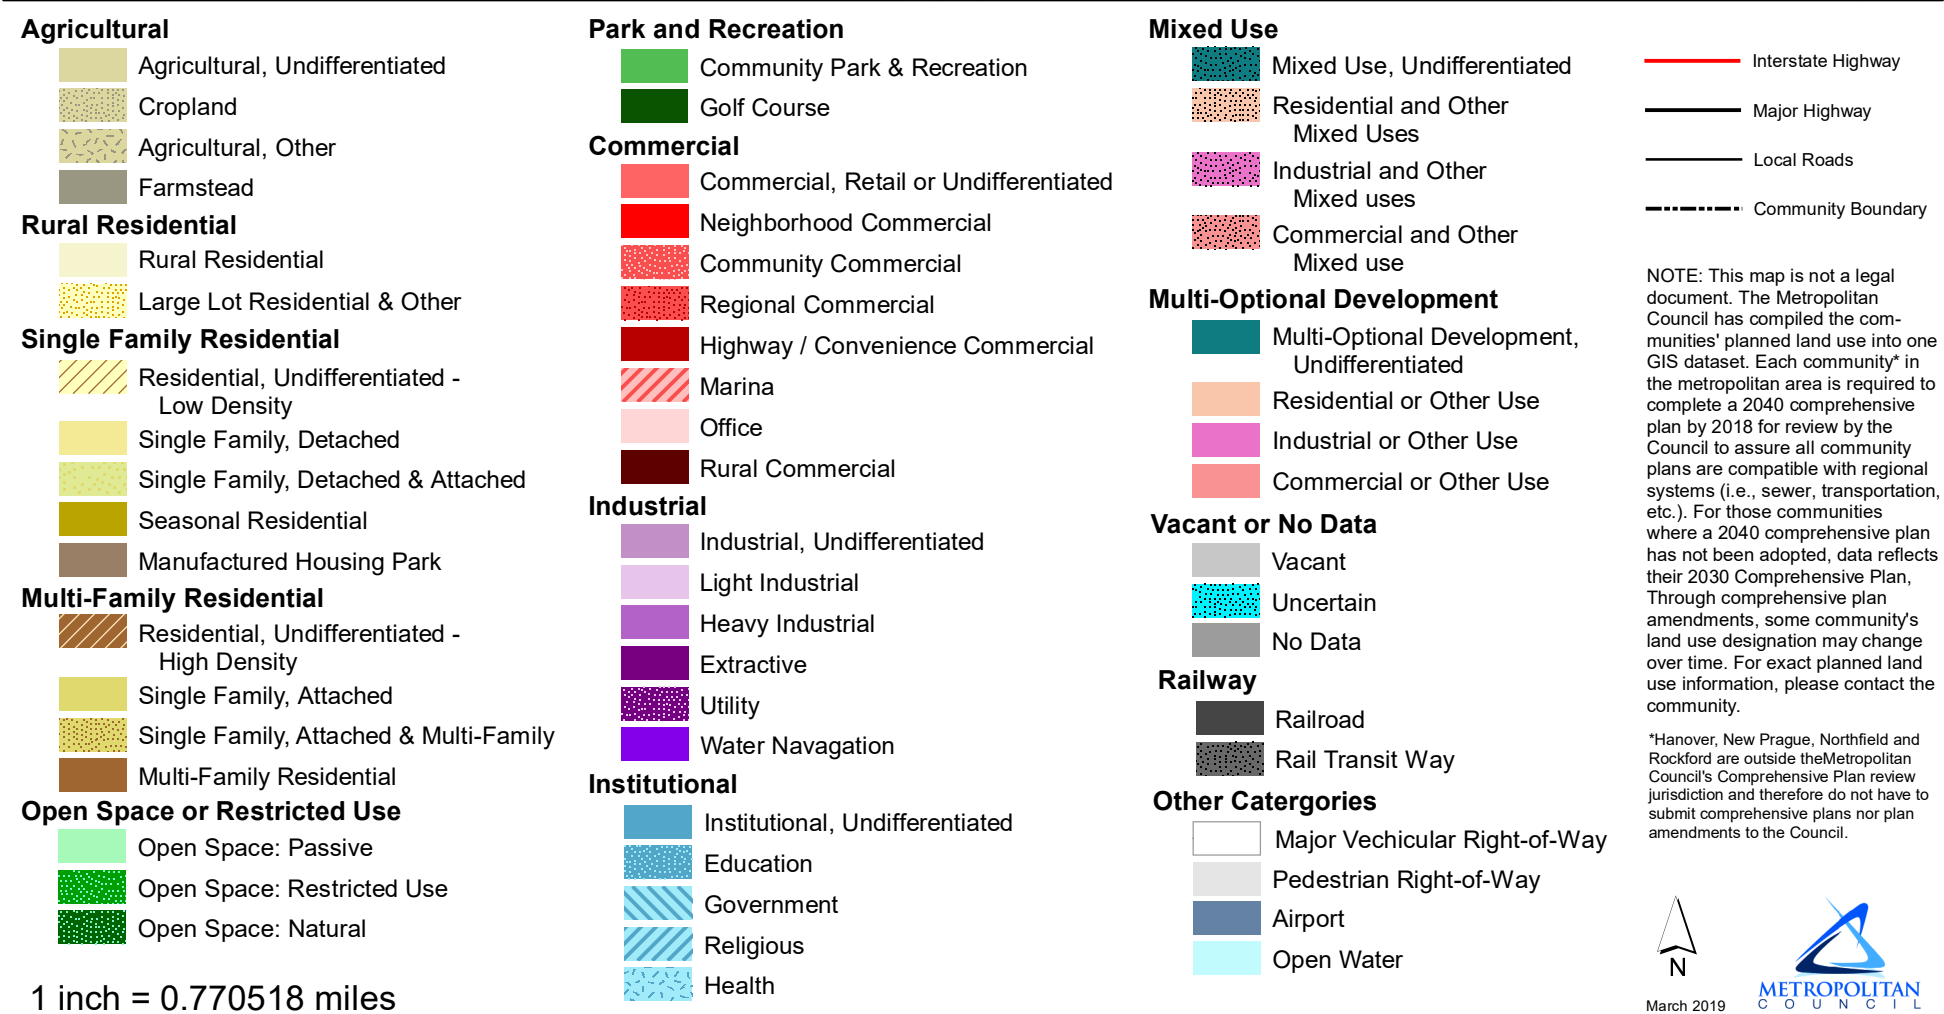 Agricultural
Agricultural, Undifferentiated
Cropland
Agricultural, Other
Farmstead
Rural Residential
Rural Residential
Large Lot Residential & Other
Single Family Residential
Residential, Undifferentiated -
Low Density
Single Family, Detached
Single Family, Detached & Attached
Seasonal Residential
Manufactured Housing Park
Multi-Family Residential
Residential, Undifferentiated -
High Density
Single Family, Attached
Single Family, Attached & Multi-Family
Multi-Family Residential
Open Space or Restricted Use
Open Space: Passive
Open Space: Restricted Use
Open Space: Natural
1 inch = 0.770518 miles
Park and Recreation
Community Park & Recreation
Golf Course
Commercial
Commercial, Retail or Undifferentiated
Neighborhood Commercial
Community Commercial
Regional Commercial
Highway / Convenience Commercial
Marina
Office
Rural Commercial
Industrial
Industrial, Undifferentiated
Light Industrial
Heavy Industrial
Extractive
Utility
Water Navagation
Institutional
Institutional, Undifferentiated
Education
Government
Religious
Health
Mixed Use
Mixed Use, Undifferentiated
Residential and Other
Mixed Uses
Industrial and Other
Mixed uses
Commercial and Other
Mixed use
Multi-Optional Development
Multi-Optional Development,
Undifferentiated
Residential or Other Use
Industrial or Other Use
Commercial or Other Use
Vacant or No Data
Vacant
Uncertain
No Data
Railway
Railroad
Rail Transit Way
Other Catergories
Major Vechicular Right-of-Way
Pedestrian Right-of-Way
Airport
Open Water
Interstate Highway
Major Highway
Local Roads
Community Boundary
NOTE: This map is not a legal
document. The Metropolitan
Council has compiled the com-
munities' planned land use into one
GIS dataset. Each community* in
the metropolitan area is required to
complete a 2040 comprehensive
plan by 2018 for review by the
Council to assure all community
plans are compatible with regional
systems (i.e., sewer, transportation,
etc.). For those communities
where a 2040 comprehensive plan
has not been adopted, data reflects
their 2030 Comprehensive Plan,
Through comprehensive plan
amendments, some community's
land use designation may change
over time. For exact planned land
use information, please contact the
community.
*Hanover, New Prague, Northfield and
Rockford are outside theMetropolitan
Council's Comprehensive Plan review
jurisdiction and therefore do not have to
submit comprehensive plans nor plan
amendments to the Council.
N
March 2019
METROPOLITAN
COUNCIL